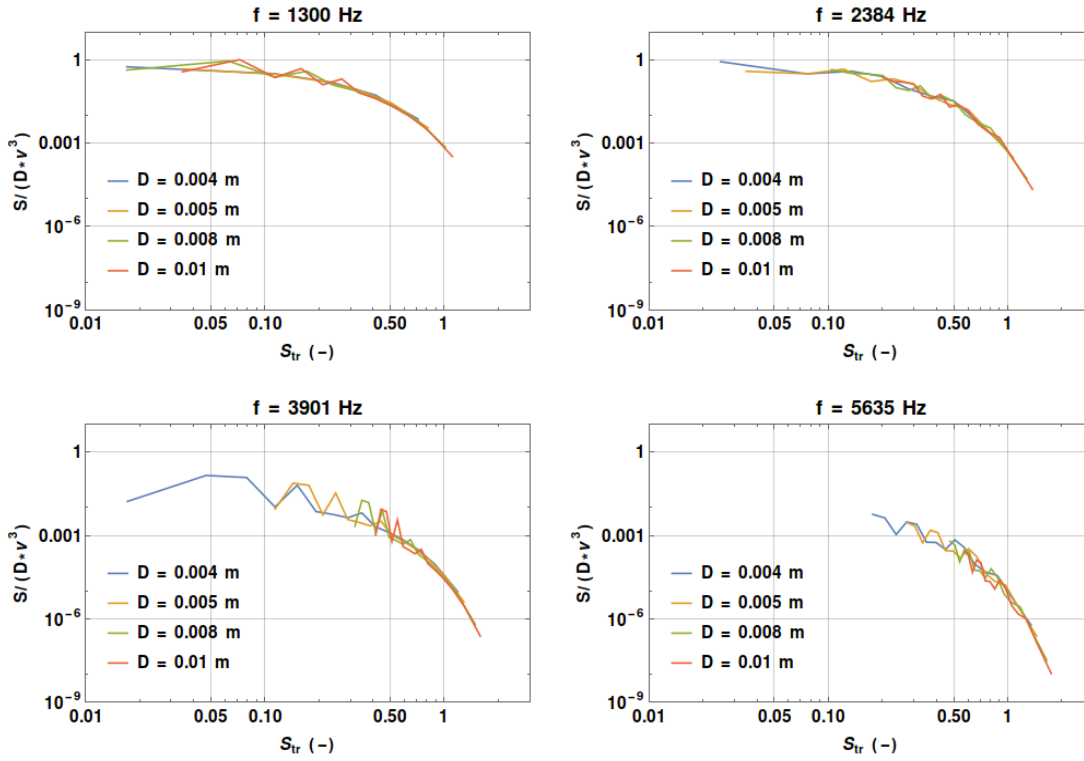 f = 1300 Hz
S/(D*v³)
1
0.001
10⁻⁶
10⁻⁹
D = 0.004 m
D = 0.005 m
D = 0.008 m
D = 0.01 m
0.01 0.05 0.10 0.50 1
Str (-)
f = 2384 Hz
S/(D*v³)
1
0.001
10⁻⁶
10⁻⁹
D = 0.004 m
D = 0.005 m
D = 0.008 m
D = 0.01 m
0.01 0.05 0.10 0.50 1
Str (-)
f = 3901 Hz
S/(D*v³)
1
0.001
10⁻⁶
10⁻⁹
D = 0.004 m
D = 0.005 m
D = 0.008 m
D = 0.01 m
0.01 0.05 0.10 0.50 1
Str (-)
f = 5635 Hz
S/(D*v³)
1
0.001
10⁻⁶
10⁻⁹
D = 0.004 m
D = 0.005 m
D = 0.008 m
D = 0.01 m
0.01 0.05 0.10 0.50 1
Str (-)